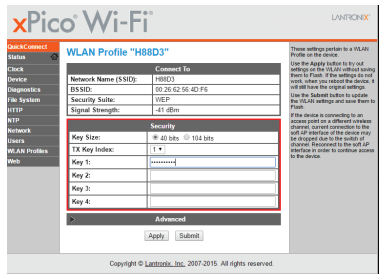 xPico® Wi-Fi®
LANTRONIX®
QuickConnect
Status
Clock
Device
Diagnostics
File System
HTTP
NTP
Network
Users
WLAN Profiles
Web
WLAN Profile "H88D3"
Connect To
Network Name (SSID): H88D3
BSSID: 00:26:62:56:4D:F6
Security Suite: WEP
Signal Strength: -41 dBm
Security
Key Size: 40 bits 104 bits
TX Key Index: 1
Key 1: ••••••••••
Key 2:
Key 3:
Key 4:
Advanced
Apply Submit
These settings pertain to a WLAN
Profile on the device.
Use the Apply button to try out
settings on the WLAN without saving
them to Flash. If the settings do not
work, when you reboot the device, it
will still have the original settings.
Use the Submit button to update
the WLAN settings and save them to
Flash.
If the device is connecting to an
access point on a different wireless
channel, current connection to the
soft AP interface of the device may
be dropped due to the switch of
channel. Reconnect to the soft AP
interface in order to continue access
to the device.
Copyright © Lantronix, Inc. 2007-2015. All rights reserved.